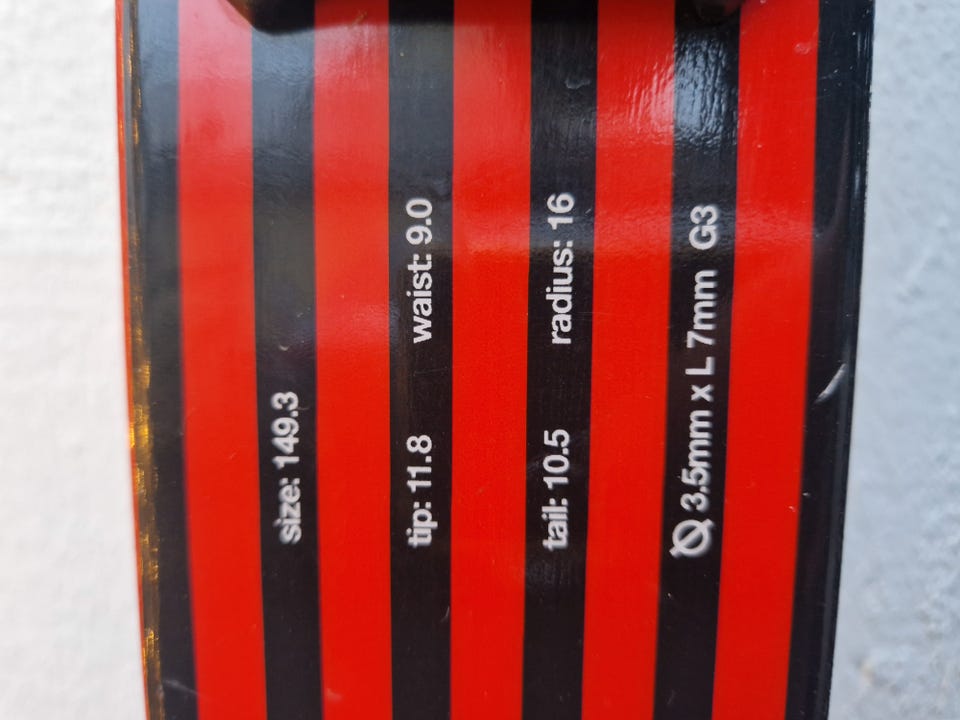 size: 149.3
tip: 11.8 waist: 9.0
tail: 10.5 radius: 16
3.5mm x L 7mm G3